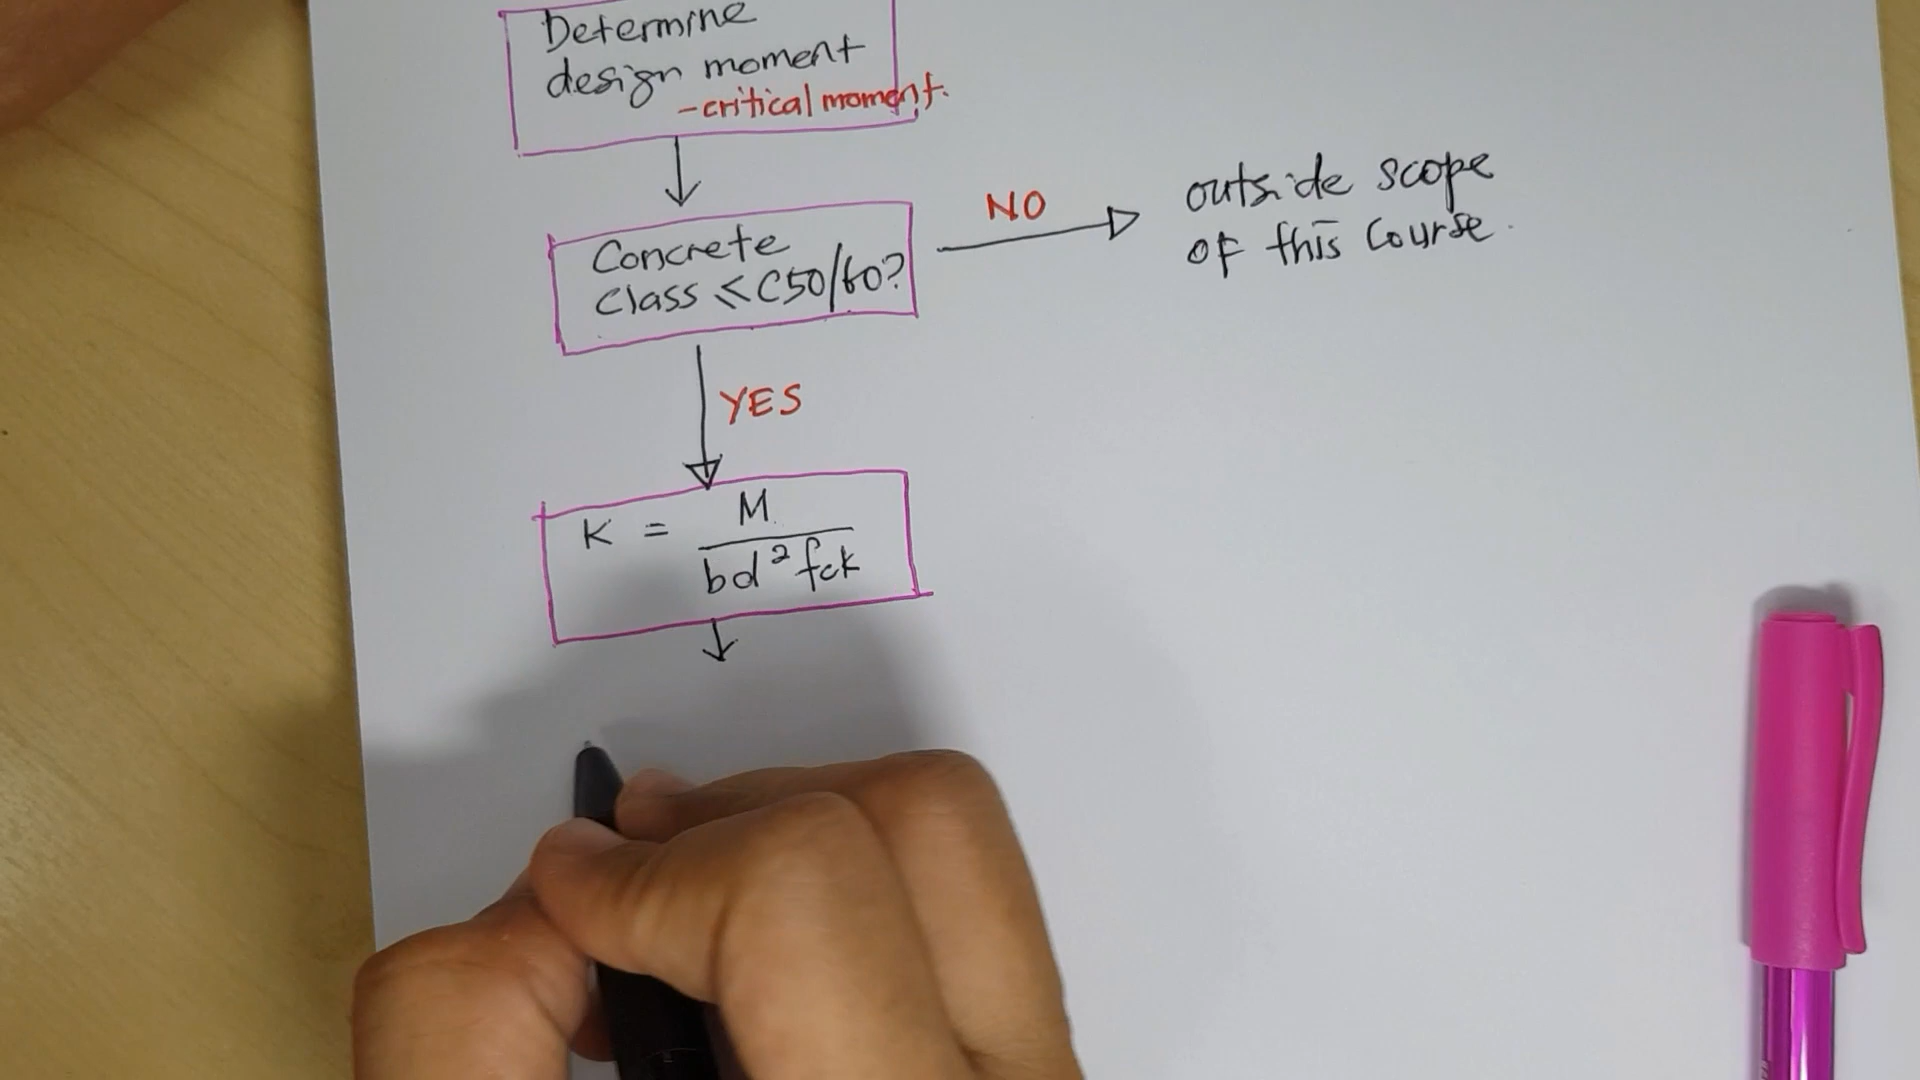 Determine
design moment
-critical moment.
Concrete
class ≤ C50/60?
NO
outside scope
of this course.
YES
K = M
bd² fck